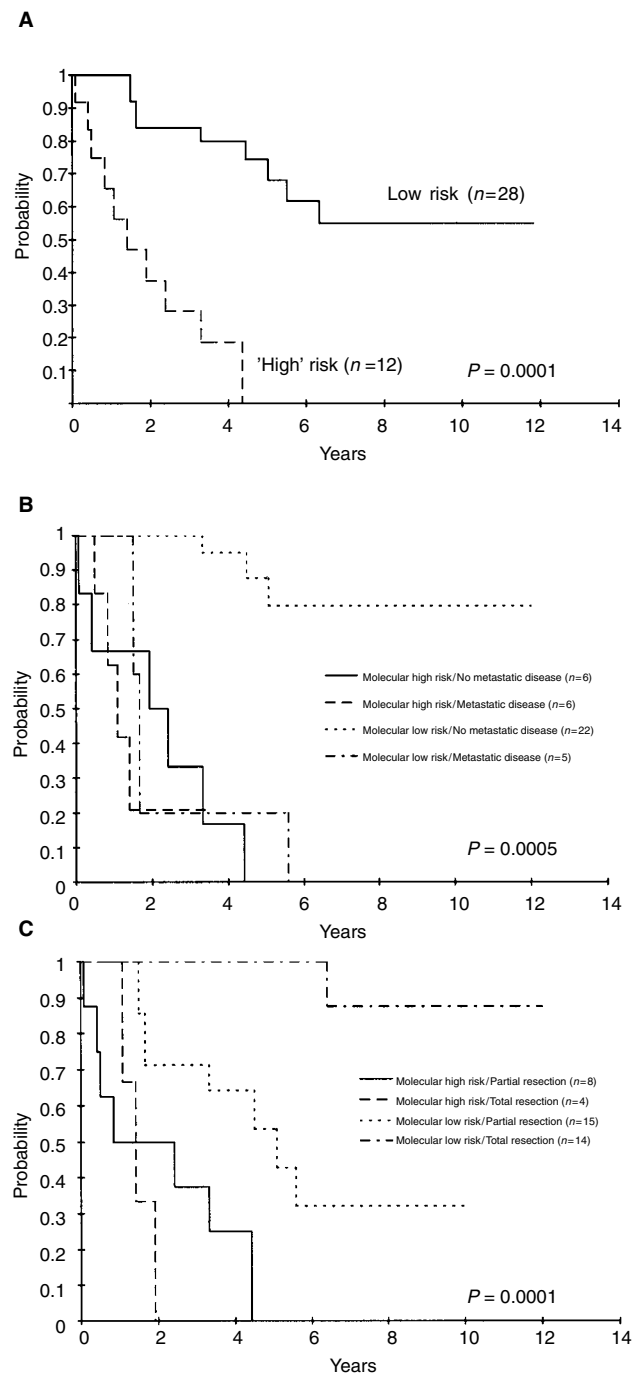 A
1
0.9
0.8
0.7
0.6
0.5
0.4
0.3
0.2
0.1
Probability
Low risk (n=28)
'High' risk (n =12)
P = 0.0001
0 2 4 6 8 10 12 14
Years
B
1
0.9
0.8
0.7
0.6
0.5
0.4
0.3
0.2
0.1
0
Probability
Molecular high risk/No metastatic disease (n=6)
Molecular high risk/Metastatic disease (n=6)
Molecular low risk/No metastatic disease (n=22)
Molecular low risk/Metastatic disease (n=5)
P = 0.0005
0 2 4 6 8 10 12 14
Years
C
1
0.9
0.8
0.7
0.6
0.5
0.4
0.3
0.2
0.1
0
Probability
Molecular high risk/Partial resection (n=8)
Molecular high risk/Total resection (n=4)
Molecular low risk/Partial resection (n=15)
Molecular low risk/Total resection (n=14)
P = 0.0001
0 2 4 6 8 10 12 14
Years